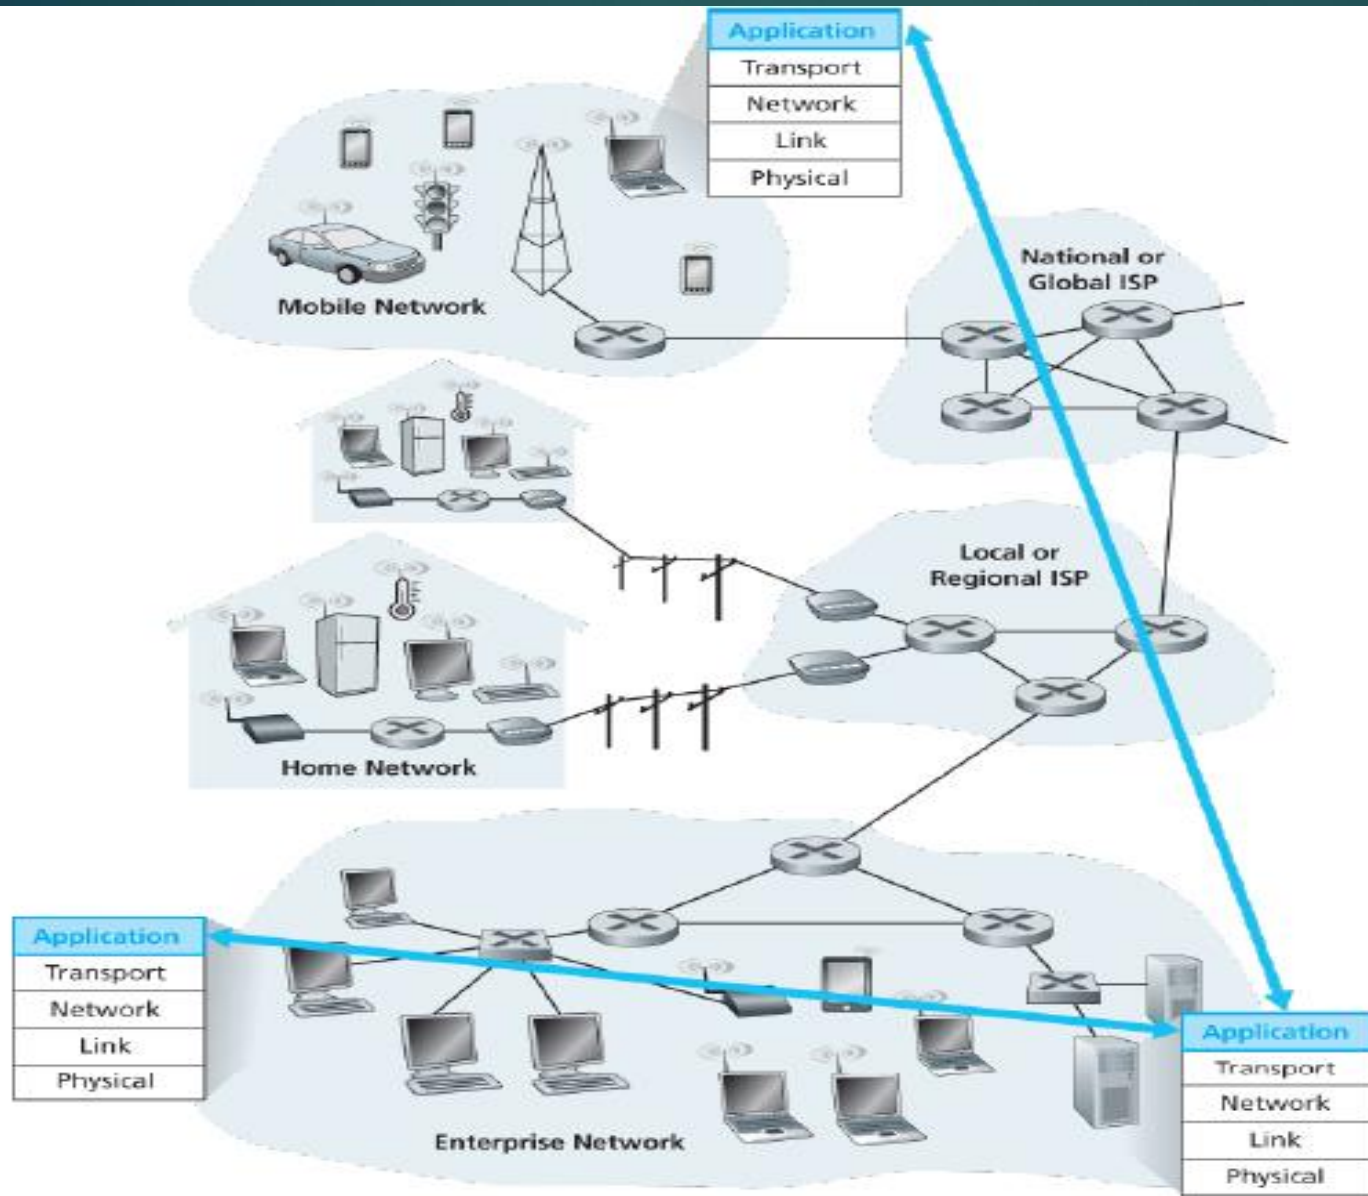 Application
Transport
Network
Link
Physical
National or
Global ISP
Mobile Network
Local or
Regional ISP
Home Network
Application
Transport
Network
Link
Physical
Application
Transport
Network
Link
Physical
Enterprise Network